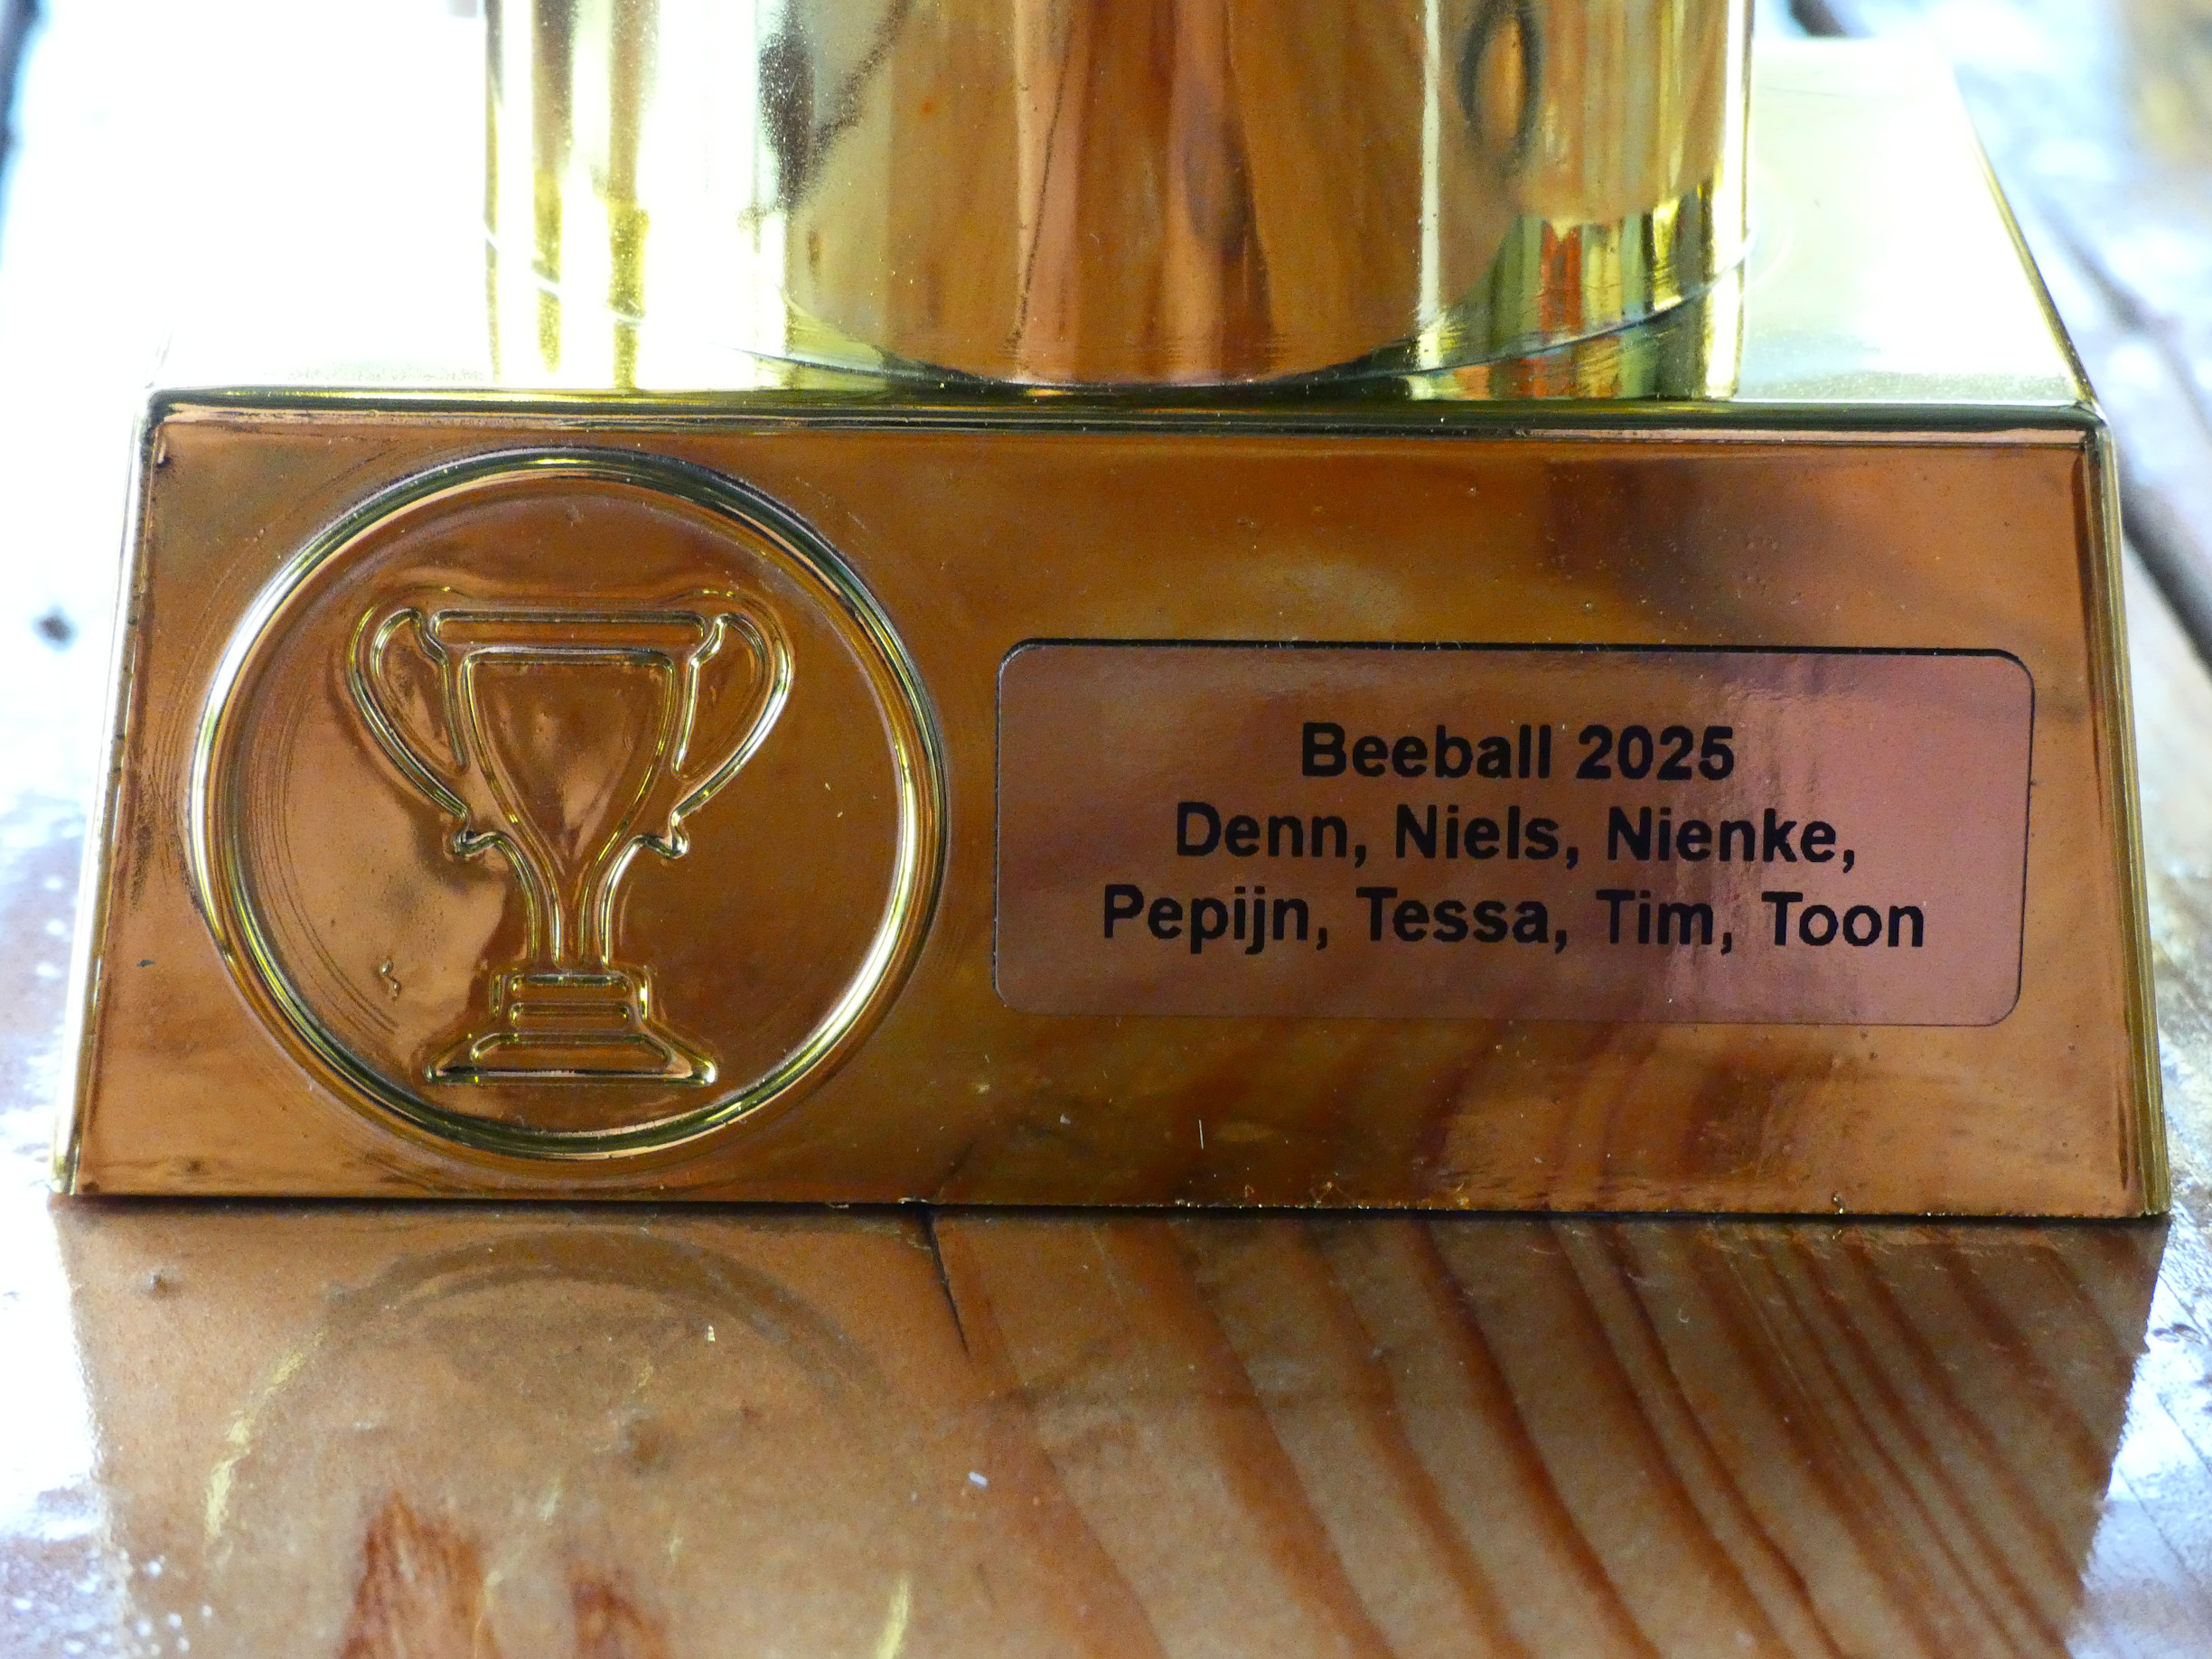 Beeball 2025
Denn, Niels, Nienke,
Pepijn, Tessa, Tim, Toon